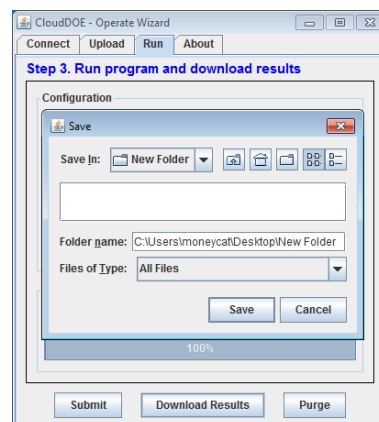 CloudDOE - Operate Wizard
Connect Upload Run About
Step 3. Run program and download results
Configuration
Save
Save In: New Folder
Folder name: C:\Users\moneycat\Desktop\New Folder
Files of Type: All Files
Save Cancel
100%
Submit Download Results Purge